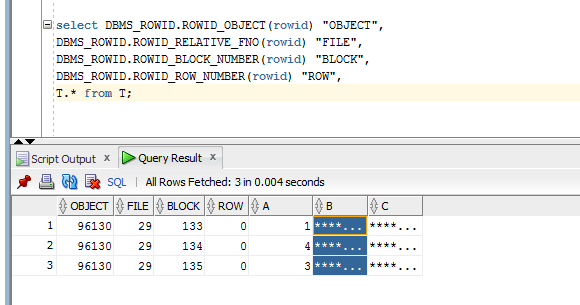 select DBMS_ROWID.ROWID_OBJECT(rowid) "OBJECT",
DBMS_ROWID.ROWID_RELATIVE_FNO(rowid) "FILE",
DBMS_ROWID.ROWID_BLOCK_NUMBER(rowid) "BLOCK",
DBMS_ROWID.ROWID_ROW_NUMBER(rowid) "ROW",
T.* from T;
Script Output x Query Result x
SQL | All Rows Fetched: 3 in 0.004 seconds
OBJECT FILE BLOCK ROW A B C
1 96130 29 133 0 1 ****... ****...
2 96130 29 134 0 4 ****... ****...
3 96130 29 135 0 3 ****... ****...